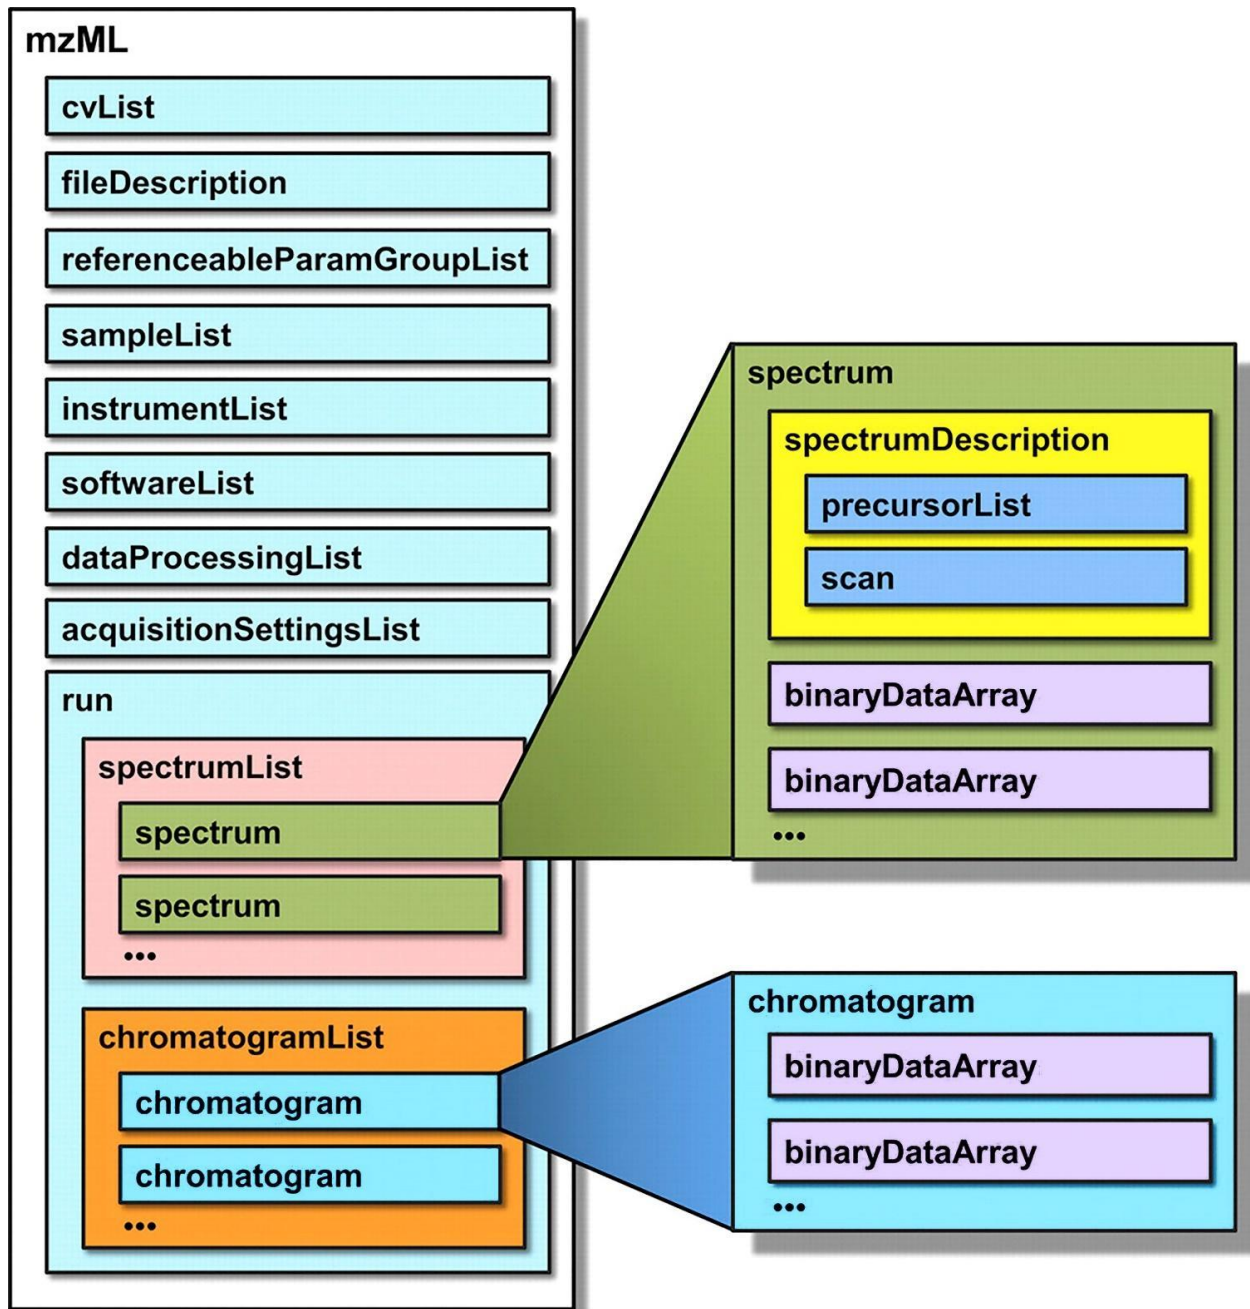 mzML
cvList
fileDescription
referenceableParamGroupList
sampleList
instrumentList
softwareList
dataProcessingList
acquisitionSettingsList
run
spectrumList
spectrum
spectrum
...
chromatogramList
chromatogram
chromatogram
...
spectrum
spectrumDescription
precursorList
scan
binaryDataArray
binaryDataArray
...
chromatogram
binaryDataArray
binaryDataArray
...